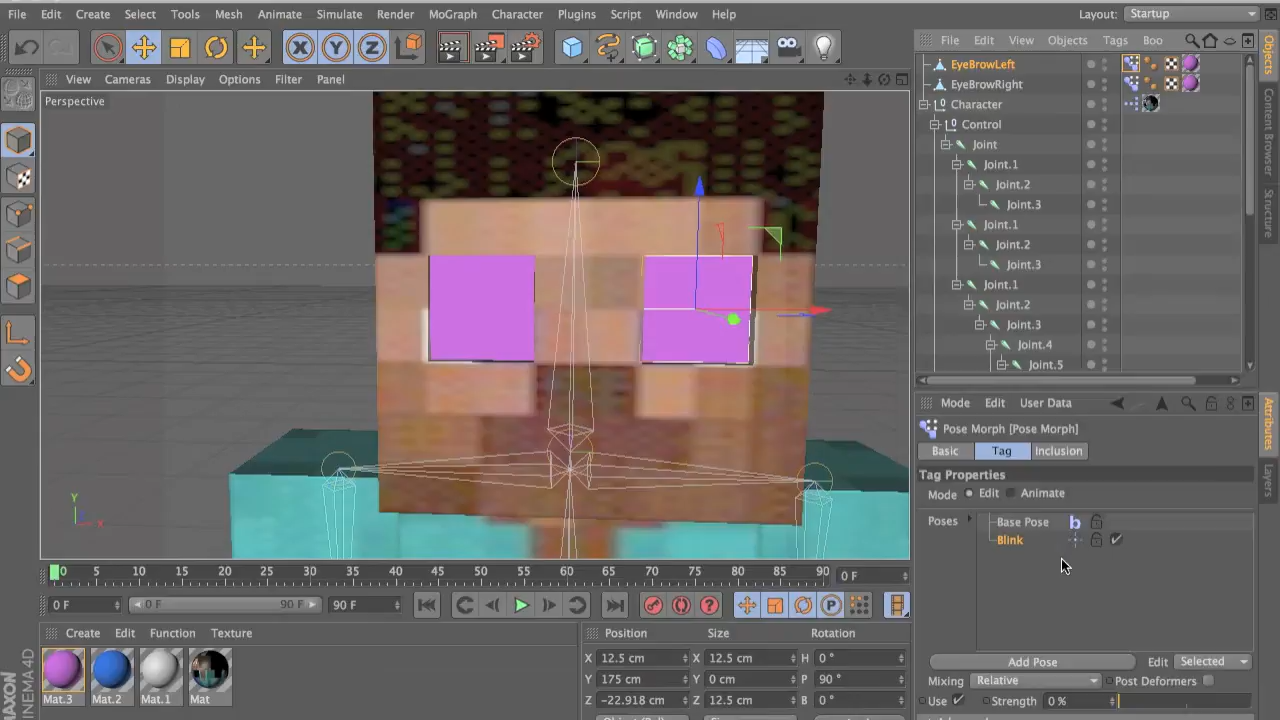 File Edit Create Select Tools Mesh Animate Simulate Render MoGraph Character Plugins Script Window Help Layout: Startup
X Y Z
View Cameras Display Options Filter Panel
Perspective
Y
X
File Edit View Objects Tags Boo
EyeBrowLeft
EyeBrowRight
Character
Control
Joint
Joint.1
Joint.2
Joint.3
Joint.1
Joint.2
Joint.3
Joint.1
Joint.2
Joint.3
Joint.4
Joint.5
Objects
Content Browser
Structure
Mode Edit User Data
Pose Morph [Pose Morph]
Basic Tag Inclusion
Tag Properties
Mode Edit Animate
Poses Base Pose b
Blink
Add Pose Edit Selected
Mixing Relative Post Deformers
Use Strength 0 %
Attributes
Layers
0 5 10 15 20 25 30 35 40 45 50 55 60 65 70 75 80 85 90 0 F
0 F 0 F 90 F 90 F
P
Create Edit Function Texture
Mat.3 Mat.2 Mat.1 Mat
Position Size Rotation
X 12.5 cm X 12.5 cm H 0 °
Y 175 cm Y 0 cm P 90 °
Z -22.918 cm Z 12.5 cm B 0 °
MAXON
CINEMA 4D